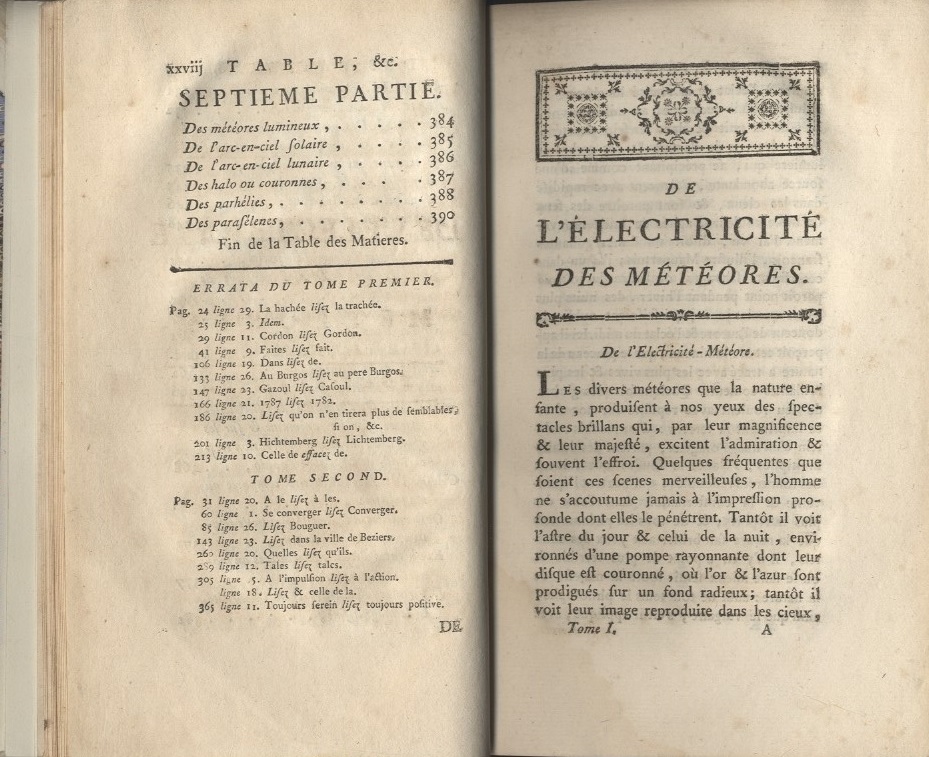 xxviij TABLE, &c.
SEPTIEME PARTIE.
Des météores lumineux, . . . . . 384
De l'arc-en-ciel ſolaire, . . . . 385
De l'arc-en-ciel lunaire, . . . . 386
Des halo ou couronnes, . . . . 387
Des parhélies, . . . . . . . . 388
Des paraſélenes, . . . . . . . 390
Fin de la Table des Matieres.
ERRATA DU TOME PREMIER.
Pag. 24 ligne 29. La hachée liſez la trachée.
25 ligne 3. Idem.
29 ligne 11. Cordon liſez Gordon.
41 ligne 9. Faites liſez fait.
106 ligne 19. Dans liſez de.
133 ligne 26. Au Burgos liſez au pere Burgos.
147 ligne 23. Gazoul liſez Caſoul.
166 ligne 21. 1787 liſez 1782.
186 ligne 20. Liſez qu'on n'en tirera plus de ſemblables,
ſi on, &c.
201 ligne 3. Hichtemberg liſez Lichtemberg.
213 ligne 10. Celle de effacez de.
TOME SECOND.
Pag. 31 ligne 20. A le liſez à les.
60 ligne 1. Se converger liſez Converger.
85 ligne 26. Liſez Bouguer.
143 ligne 23. Liſez dans la ville de Beziers.
260 ligne 20. Quelles liſez qu'ils.
289 ligne 12. Tales liſez talcs.
305 ligne 5. A l'impulſion liſez à l'action.
ligne 18. Liſez & celle de la.
365 ligne 11. Toujours ſerein liſez toujours poſitive.
DE
DE
L'ÉLECTRICITÉ
DES MÉTÉORES.
De l'Electricité-Météore.
LES divers météores que la nature en-
fante, produiſent à nos yeux des ſpec-
tacles brillans qui, par leur magnificence
& leur majeſté, excitent l'admiration &
ſouvent l'effroi. Quelques fréquentes que
ſoient ces ſcenes merveilleuſes, l'homme
ne s'accoutume jamais à l'impreſſion pro-
fonde dont elles le pénétrent. Tantôt il voit
l'aſtre du jour & celui de la nuit, envi-
ronnés d'une pompe rayonnante dont leur
diſque eſt couronné, où l'or & l'azur ſont
prodigués ſur un fond radieux; tantôt il
voit leur image reproduite dans les cieux,
Tome I. A